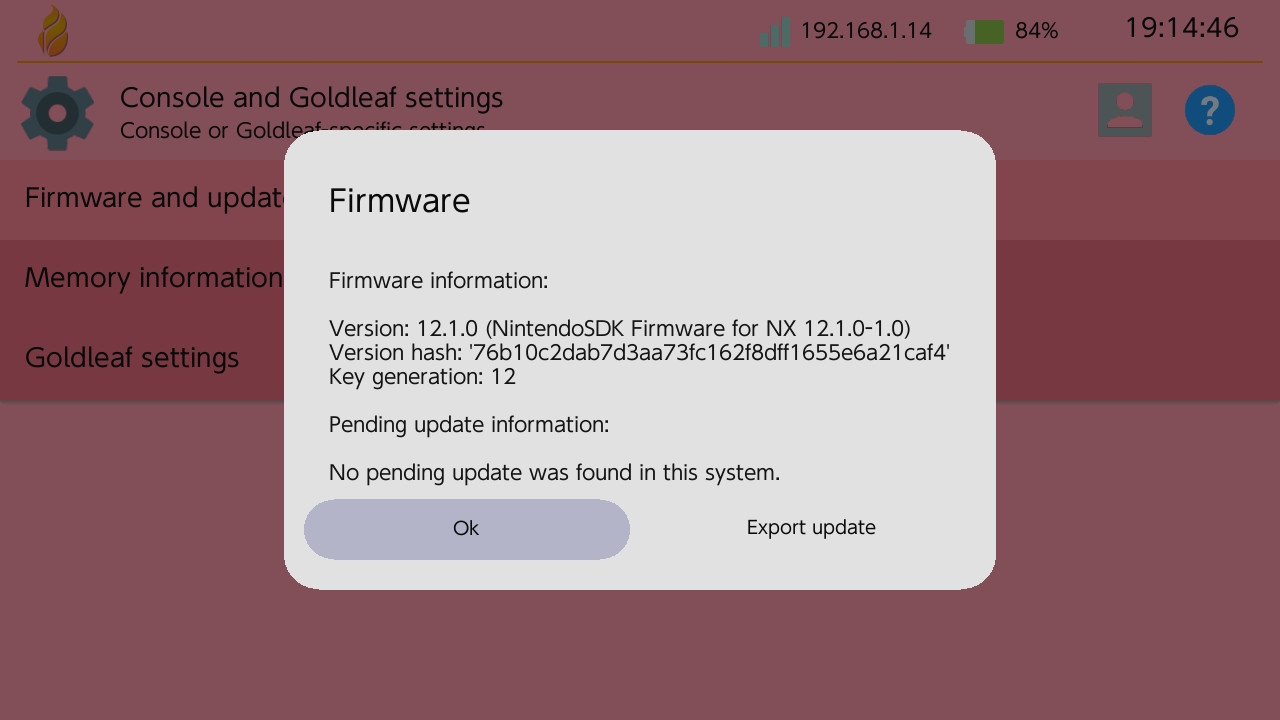 192.168.1.14 84% 19:14:46
Console and Goldleaf settings
Console or Goldleaf-specific settings
?
Firmware and updat
Memory information
Goldleaf settings
Firmware
Firmware information:
Version: 12.1.0 (NintendoSDK Firmware for NX 12.1.0-1.0)
Version hash: '76b10c2dab7d3aa73fc162f8dff1655e6a21caf4'
Key generation: 12
Pending update information:
No pending update was found in this system.
Ok
Export update